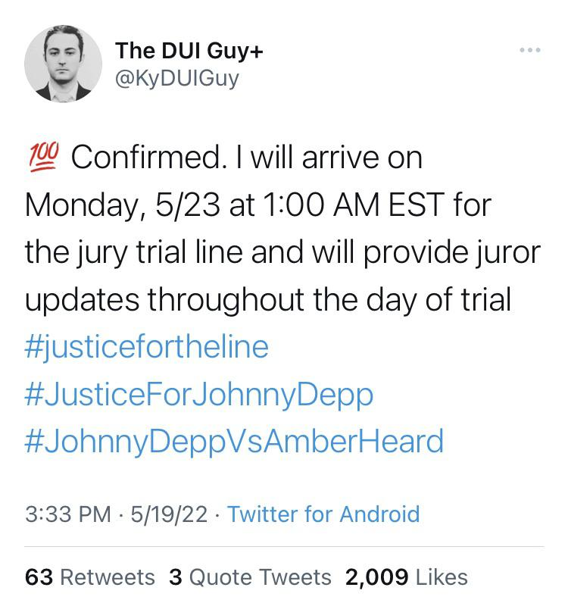 The DUI Guy+
@KyDUIGuy
💯 Confirmed. I will arrive on
Monday, 5/23 at 1:00 AM EST for
the jury trial line and will provide juror
updates throughout the day of trial
#justicefortheline
#JusticeForJohnnyDepp
#JohnnyDeppVsAmberHeard
3:33 PM · 5/19/22 · Twitter for Android
63 Retweets 3 Quote Tweets 2,009 Likes